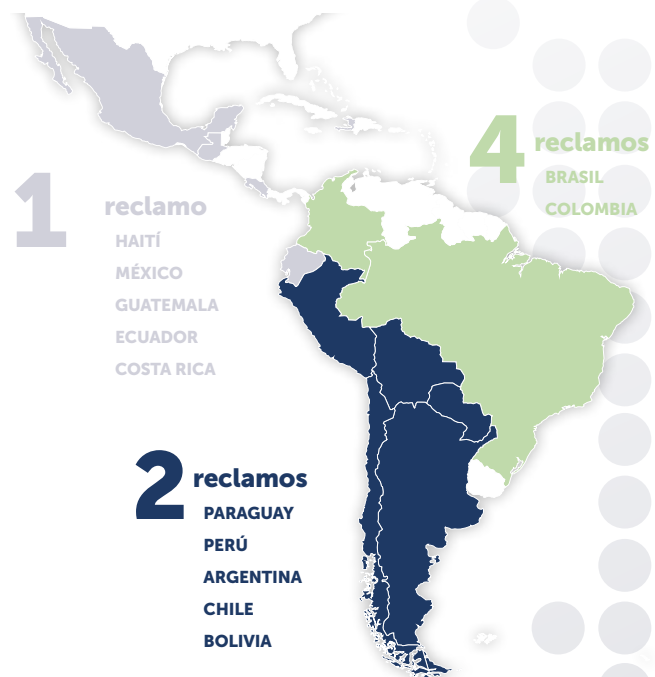 4 reclamos
BRASIL
COLOMBIA
1 reclamo
HAITÍ
MÉXICO
GUATEMALA
ECUADOR
COSTA RICA
2 reclamos
PARAGUAY
PERÚ
ARGENTINA
CHILE
BOLIVIA